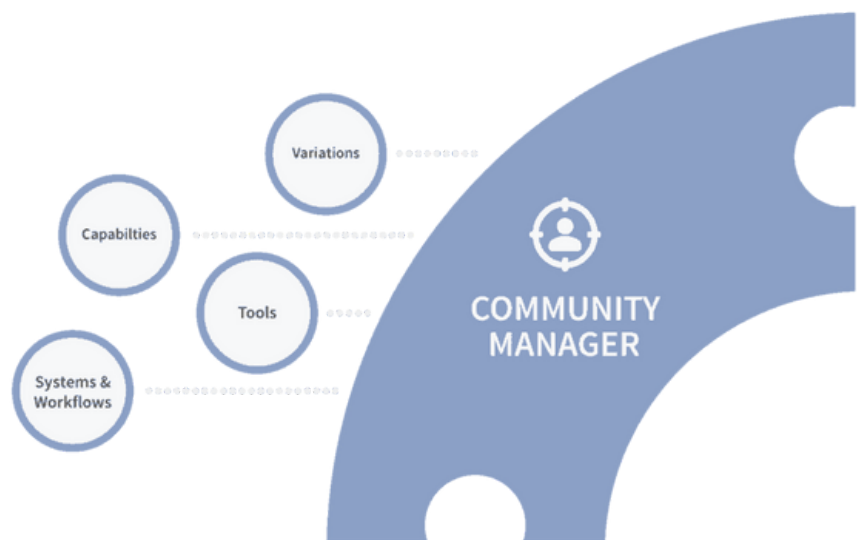 Variations
Capabilties
Tools
Systems &
Workflows
COMMUNITY
MANAGER